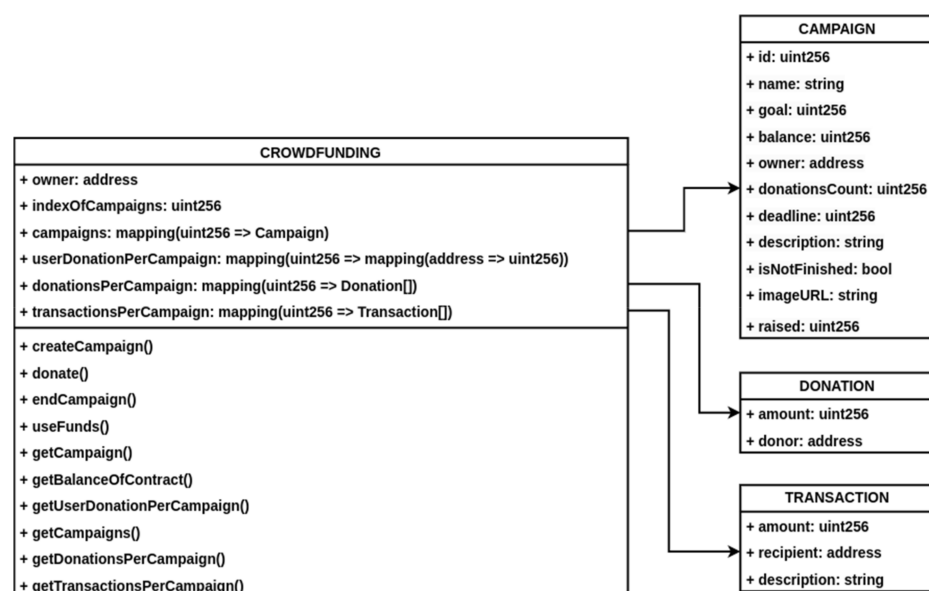 CROWDFUNDING
+ owner: address
+ indexOfCampaigns: uint256
+ campaigns: mapping(uint256 => Campaign)
+ userDonationPerCampaign: mapping(uint256 => mapping(address => uint256))
+ donationsPerCampaign: mapping(uint256 => Donation[])
+ transactionsPerCampaign: mapping(uint256 => Transaction[])
+ createCampaign()
+ donate()
+ endCampaign()
+ useFunds()
+ getCampaign()
+ getBalanceOfContract()
+ getUserDonationPerCampaign()
+ getCampaigns()
+ getDonationsPerCampaign()
+ getTransactionsPerCampaign()
CAMPAIGN
+ id: uint256
+ name: string
+ goal: uint256
+ balance: uint256
+ owner: address
+ donationsCount: uint256
+ deadline: uint256
+ description: string
+ isNotFinished: bool
+ imageURL: string
+ raised: uint256
DONATION
+ amount: uint256
+ donor: address
TRANSACTION
+ amount: uint256
+ recipient: address
+ description: string